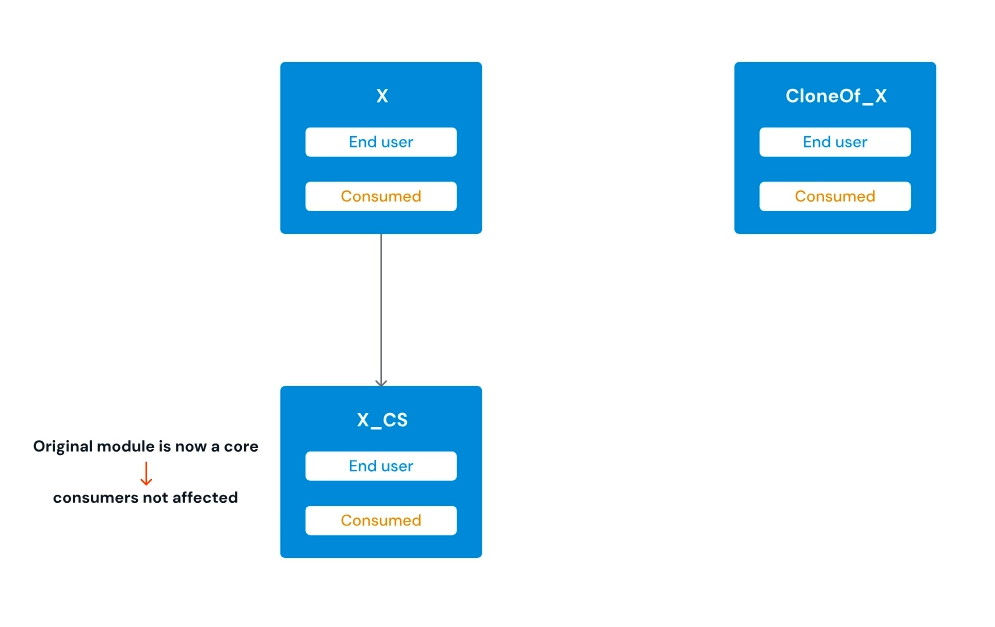 X
End user
Consumed
CloneOf_X
End user
Consumed
X_CS
End user
Consumed
Original module is now a core
consumers not affected